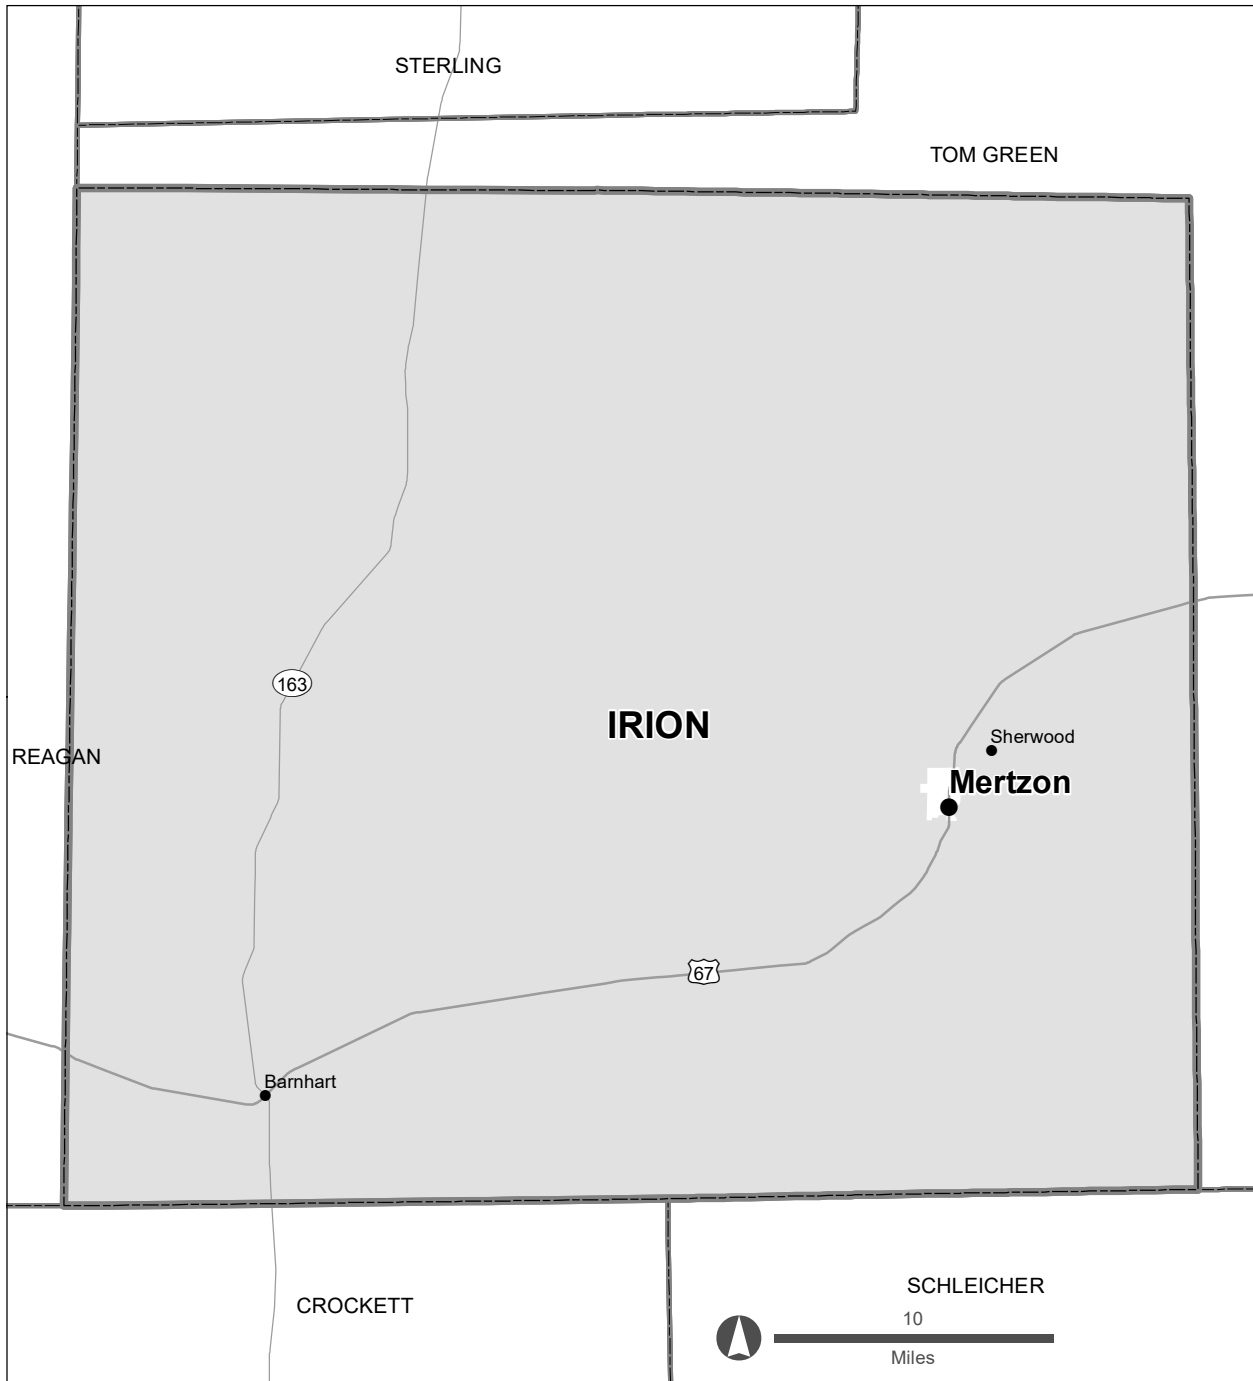 STERLING
TOM GREEN
163
IRION
Sherwood
REAGAN
Mertzon
67
Barnhart
SCHLEICHER
CROCKETT
10
Miles